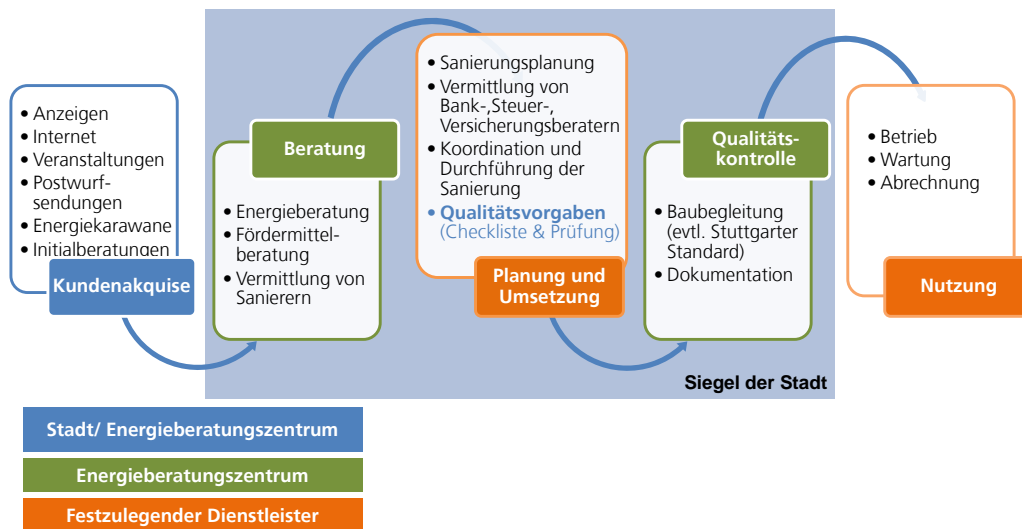 • Anzeigen
• Internet
• Veranstaltungen
• Postwurf-
sendungen
• Energiekarawane
• Initialberatungen
Kundenakquise
Beratung
• Energieberatung
• Fördermittel-
beratung
• Vermittlung von
Sanierern
• Sanierungsplanung
• Vermittlung von
Bank-,Steuer-,
Versicherungsberatern
• Koordination und
Durchführung der
Sanierung
• Qualitätsvorgaben
(Checkliste & Prüfung)
Planung und
Umsetzung
Qualitäts-
kontrolle
• Baubegleitung
(evtl. Stuttgarter
Standard)
• Dokumentation
• Betrieb
• Wartung
• Abrechnung
Nutzung
Siegel der Stadt
Stadt/ Energieberatungszentrum
Energieberatungszentrum
Festzulegender Dienstleister